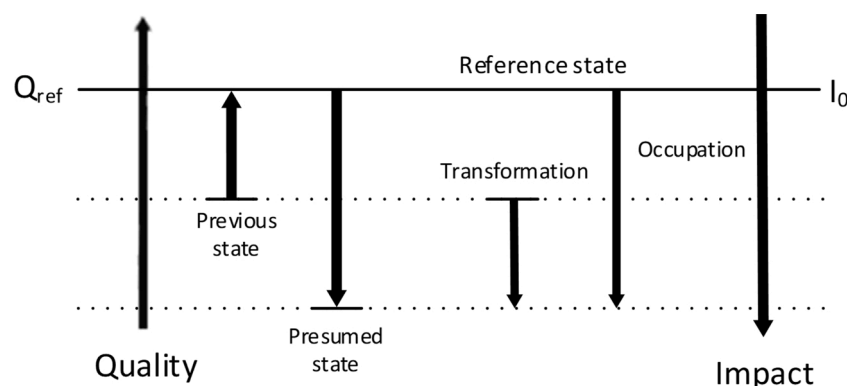 Reference state
Q_ref
I_0
Occupation
Transformation
Previous
state
Presumed
state
Quality
Impact